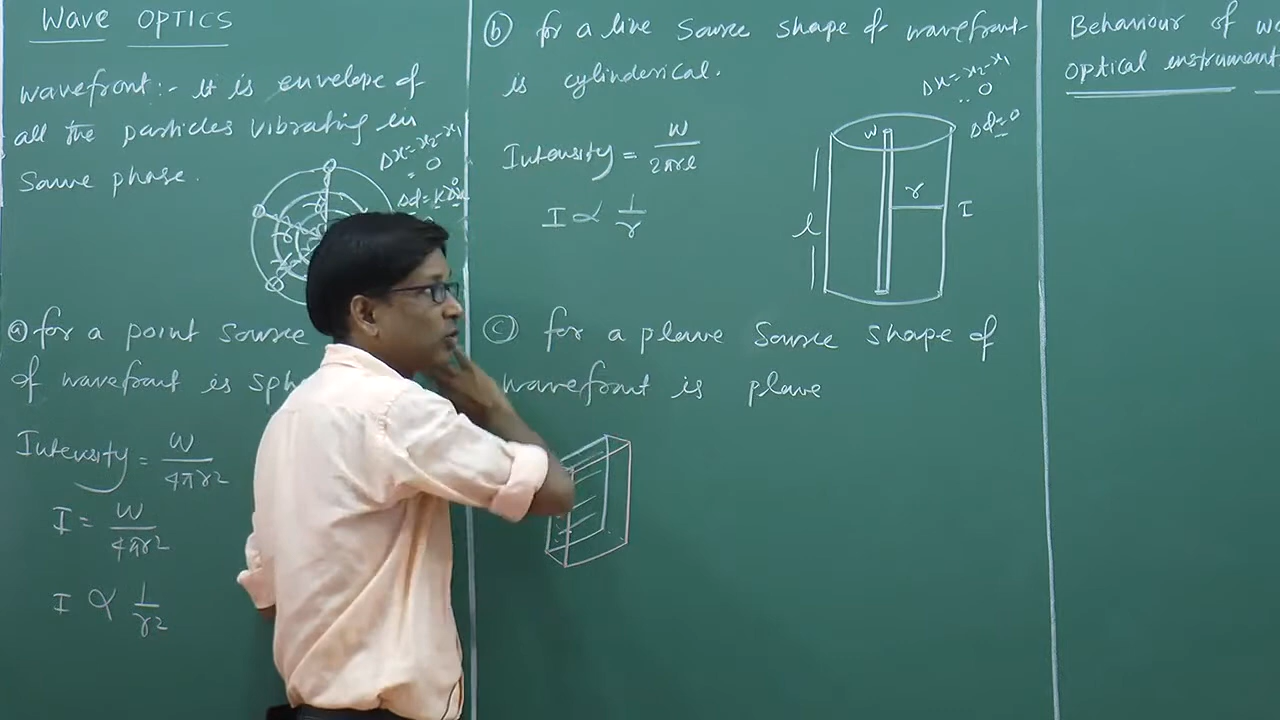 Wave OPTICS
wavefront:- it is envelope of
all the particles vibrating in
Same phase.
Δx = x2-x1
0
r
ⓐ for a point source
of wavefront is sph
Intensity = W/4πr2
I = W/4πr2
I ∝ 1/r2
ⓑ for a line source shape of wavefront
is cylinderical.
Intensity = W/2πrl
I ∝ 1/r
Δx = x2-x1
0
Δd=0
W
r
I
l
ⓒ for a plane source shape of
wavefront is plane
Behaviour of
optical instrument